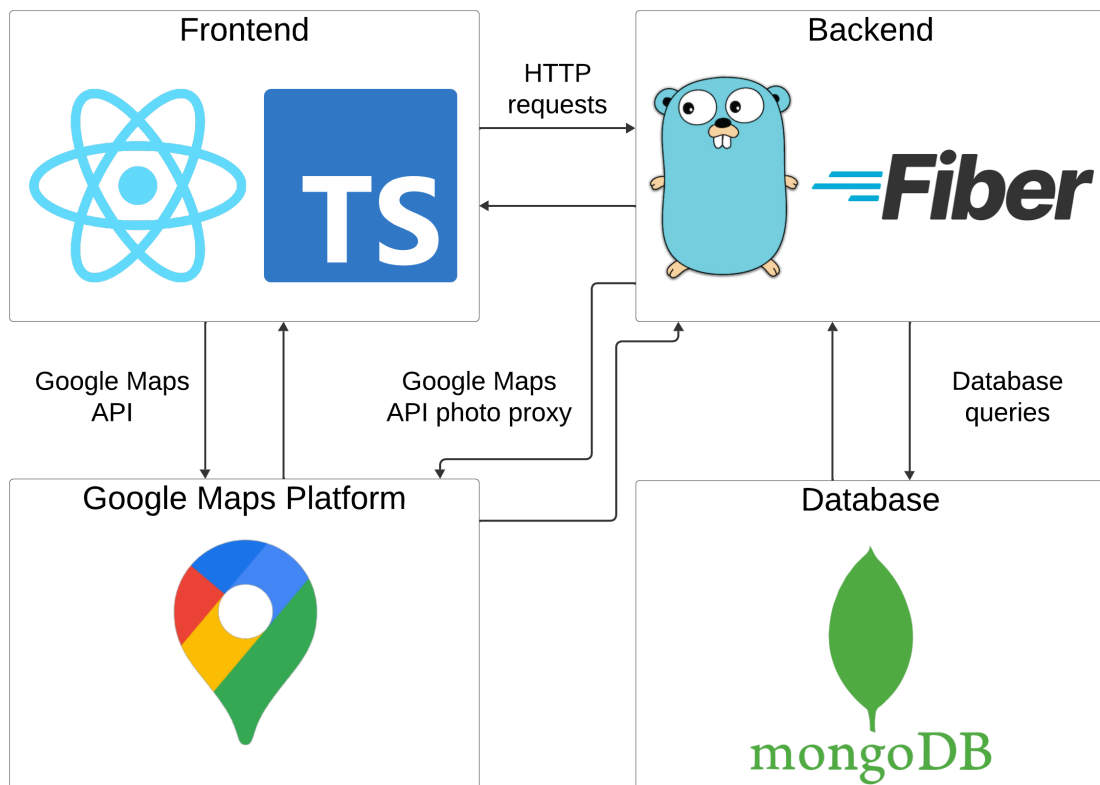 Frontend
Backend
HTTP
requests
TS
Fiber
Google Maps
API
Google Maps
API photo proxy
Database
queries
Google Maps Platform
Database
mongoDB